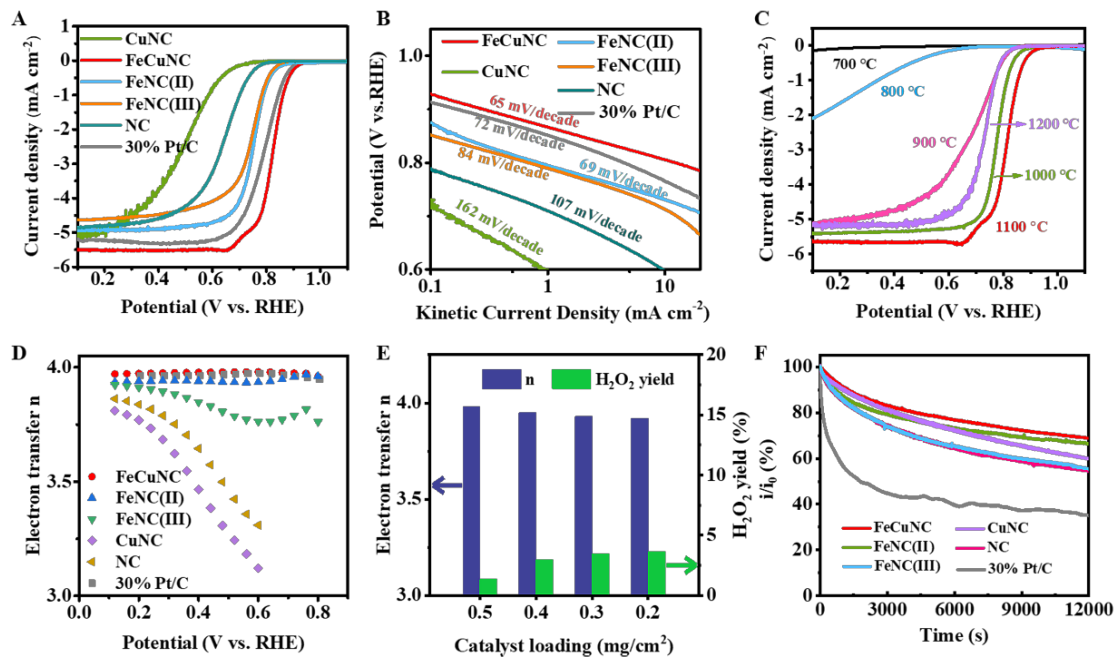 A
CuNC
FeCuNC
FeNC(II)
FeNC(III)
NC
30% Pt/C
Current density (mA cm⁻²)
0
-1
-2
-3
-4
-5
-6
0.2 0.4 0.6 0.8 1.0
Potential (V vs. RHE)
B
FeCuNC
CuNC
FeNC(II)
FeNC(III)
NC
30% Pt/C
65 mV/decade
72 mV/decade
69 mV/decade
84 mV/decade
107 mV/decade
162 mV/decade
Potential (V vs.RHE)
1.0
0.8
0.6
0.1 1 10
Kinetic Current Density (mA cm⁻²)
C
700 °C
800 °C
900 °C
1200 °C
1000 °C
1100 °C
Current density (mA cm⁻²)
0
-1
-2
-3
-4
-5
-6
0.2 0.4 0.6 0.8 1.0
Potential (V vs. RHE)
D
FeCuNC
FeNC(II)
FeNC(III)
CuNC
NC
30% Pt/C
Electron transfer n
4.0
3.5
3.0
0.0 0.2 0.4 0.6 0.8
Potential (V vs. RHE)
E
n
H₂O₂ yield
Electron trensfer n
4.0
3.5
3.0
0.5 0.4 0.3 0.2
Catalyst loading (mg/cm²)
20
15
10
5
0
H₂O₂ yield (%)
F
FeCuNC
FeNC(II)
FeNC(III)
CuNC
NC
30% Pt/C
i/i₀ (%)
100
80
60
40
20
0
0 3000 6000 9000 12000
Time (s)